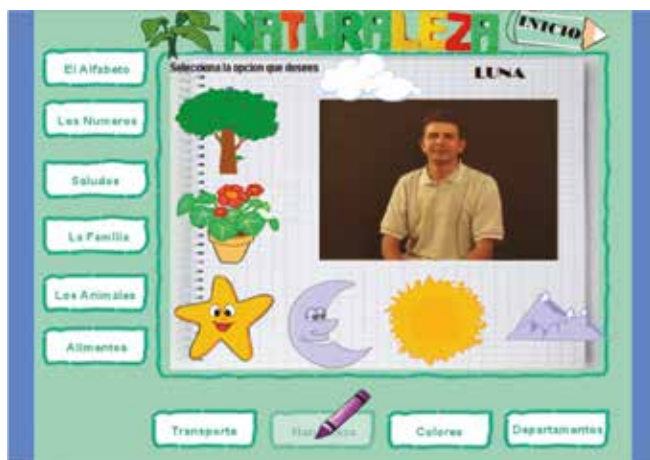 NATURALEZA
INICIO
El Alfabeto
Selecciona la opcion que desees
LUNA
Los Numeros
Saludos
La Familia
Los Animales
Alimentos
Transporte
Colores
Departamentos